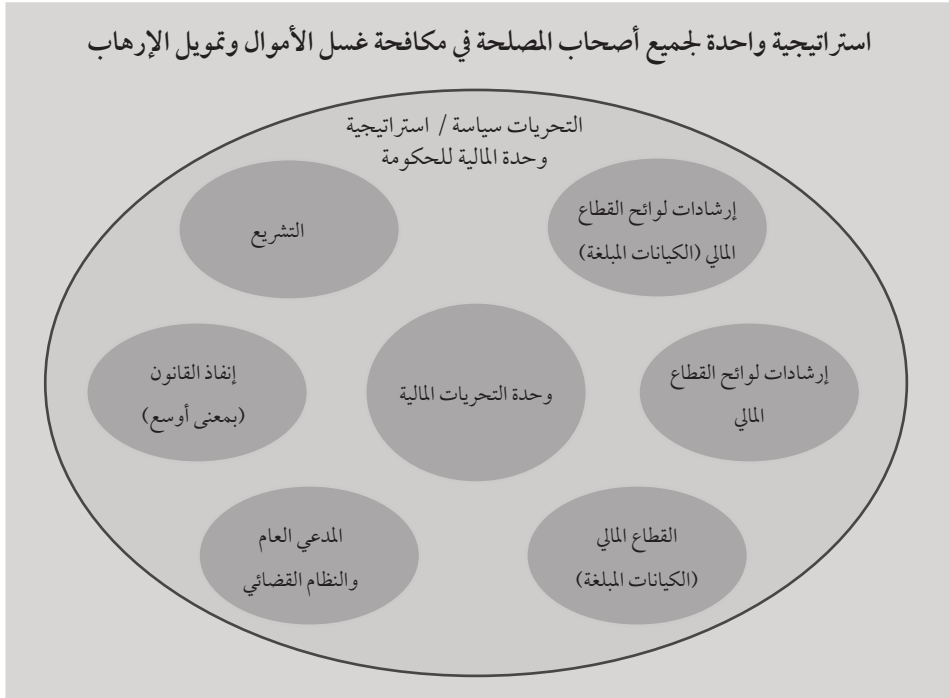 استراتيجية واحدة لجميع أصحاب المصلحة في مكافحة غسل الأموال وتمويل الإرهاب
التحريات سياسة / استراتيجية
وحدة المالية للحكومة
إرشادات لوائح القطاع
المالي (الكيانات المبلغة)
التشريع
إرشادات لوائح القطاع
المالي
وحدة التحريات المالية
إنفاذ القانون
(بمعنى أوسع)
القطاع المالي
(الكيانات المبلغة)
المدعي العام
والنظام القضائي